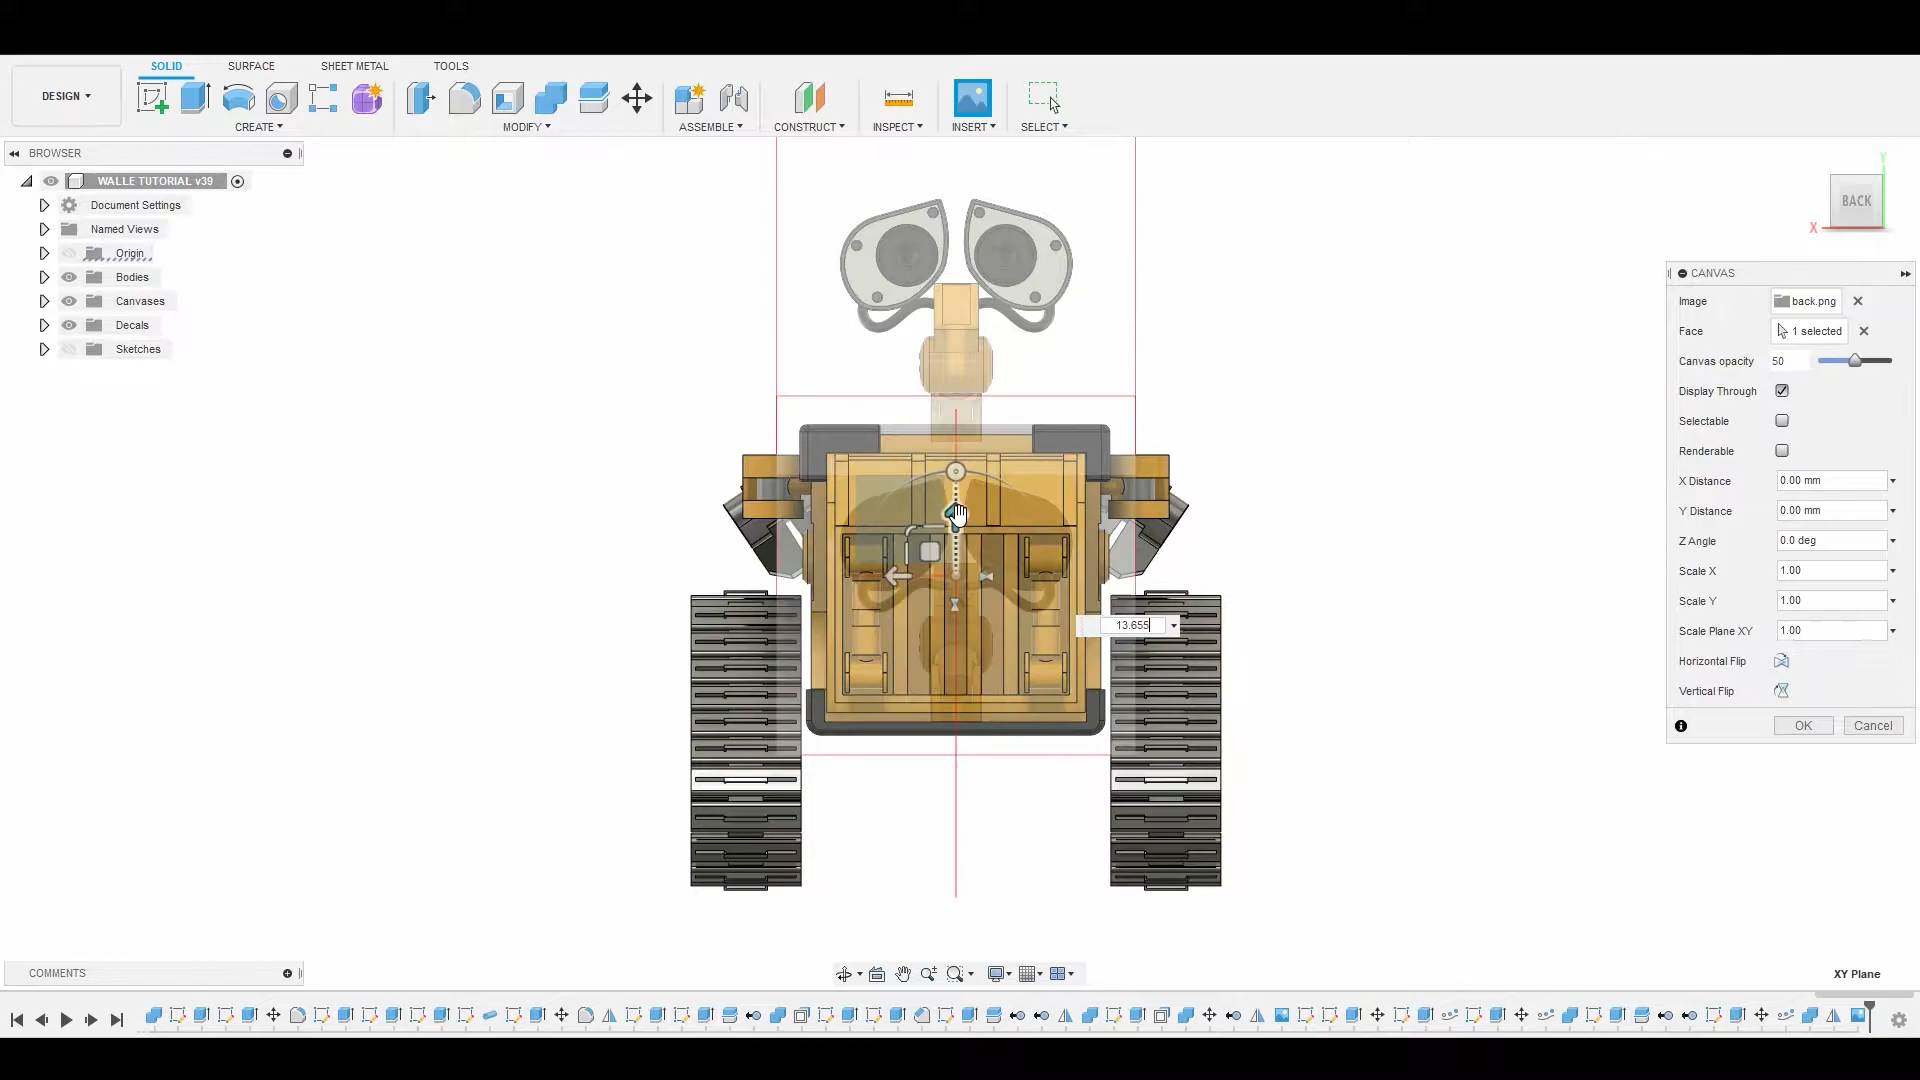 SOLID SURFACE SHEET METAL TOOLS
DESIGN
CREATE MODIFY ASSEMBLE CONSTRUCT INSPECT INSERT SELECT
BROWSER
WALLE TUTORIAL v39
Document Settings
Named Views
Origin
Bodies
Canvases
Decals
Sketches
Y
BACK
X
CANVAS
Image back.png
Face 1 selected
Canvas opacity 50
Display Through
Selectable
Renderable
X Distance 0.00 mm
Y Distance 0.00 mm
Z Angle 0.0 deg
Scale X 1.00
Scale Y 1.00
Scale Plane XY 1.00
Horizontal Flip
Vertical Flip
OK Cancel
13.655
COMMENTS
XY Plane